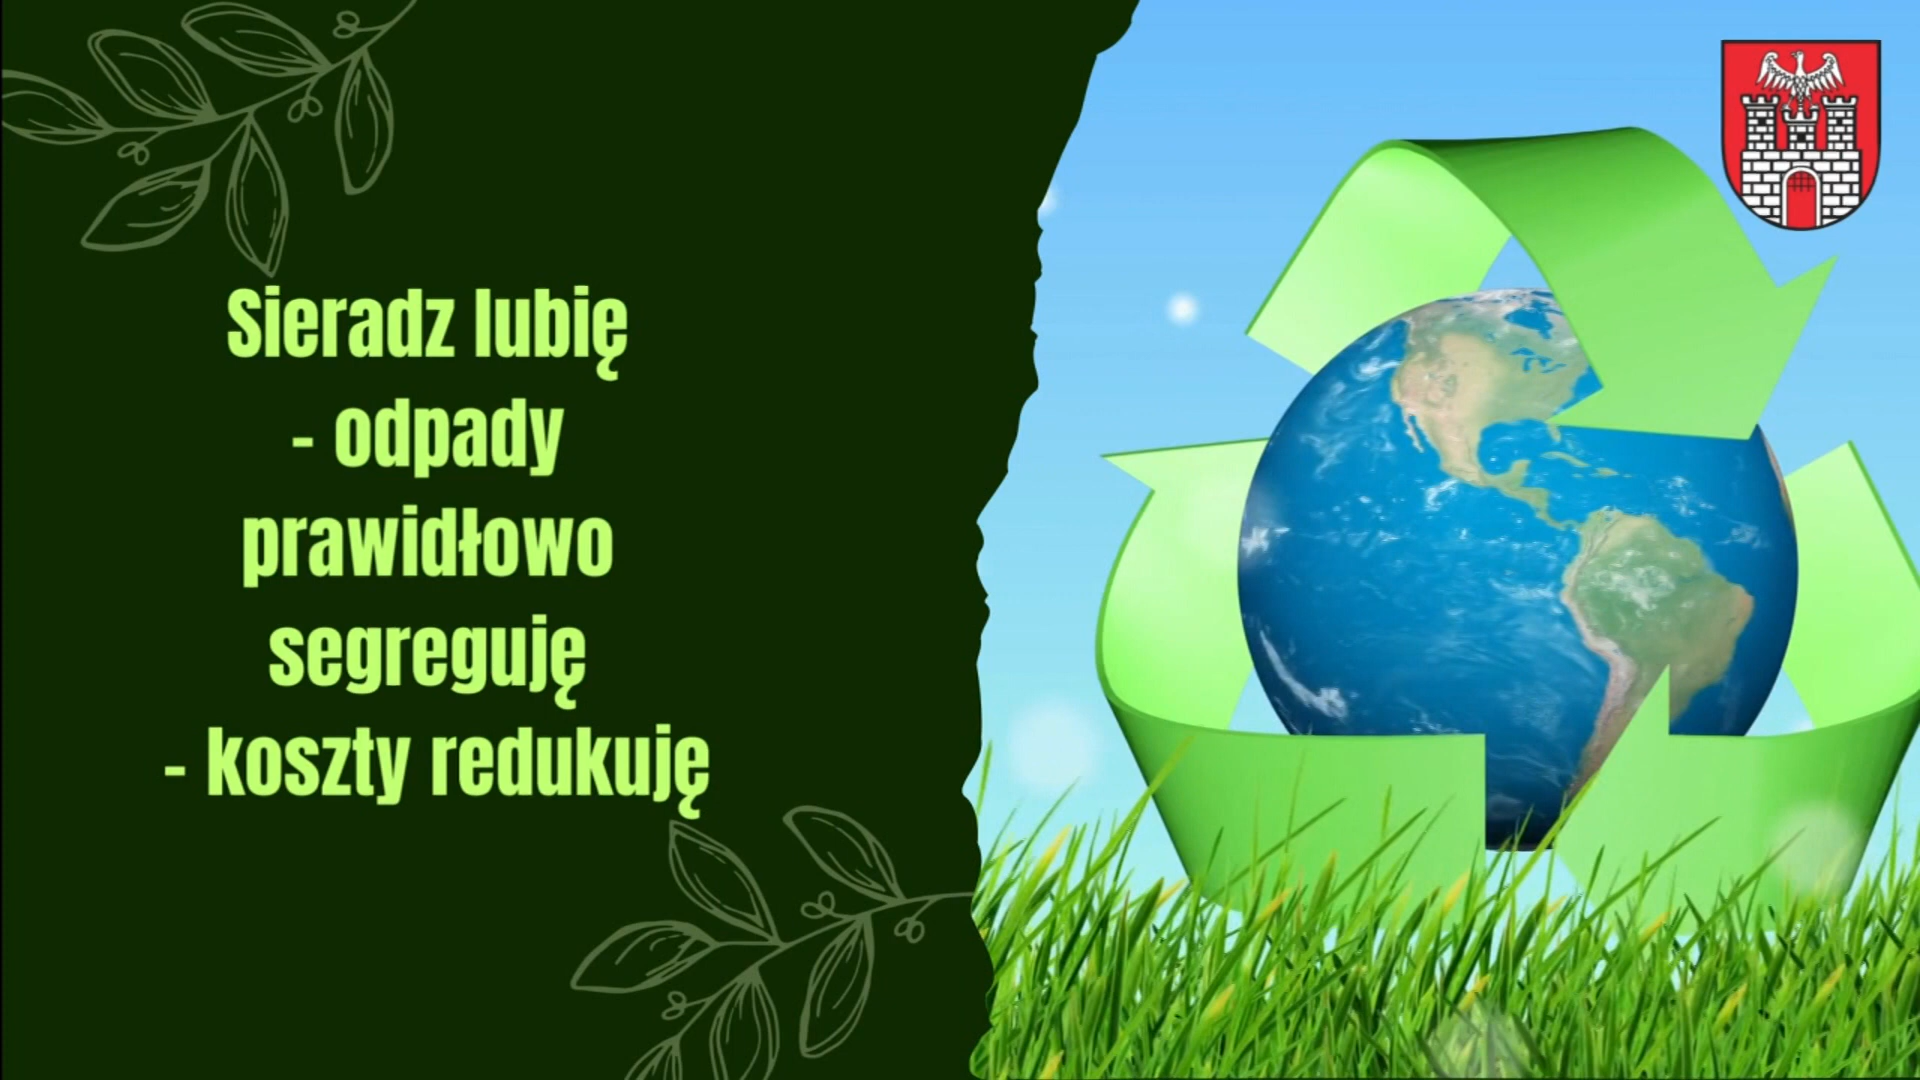 Sieradz lubię
- odpady
prawidłowo
segreguję
- koszty redukuję